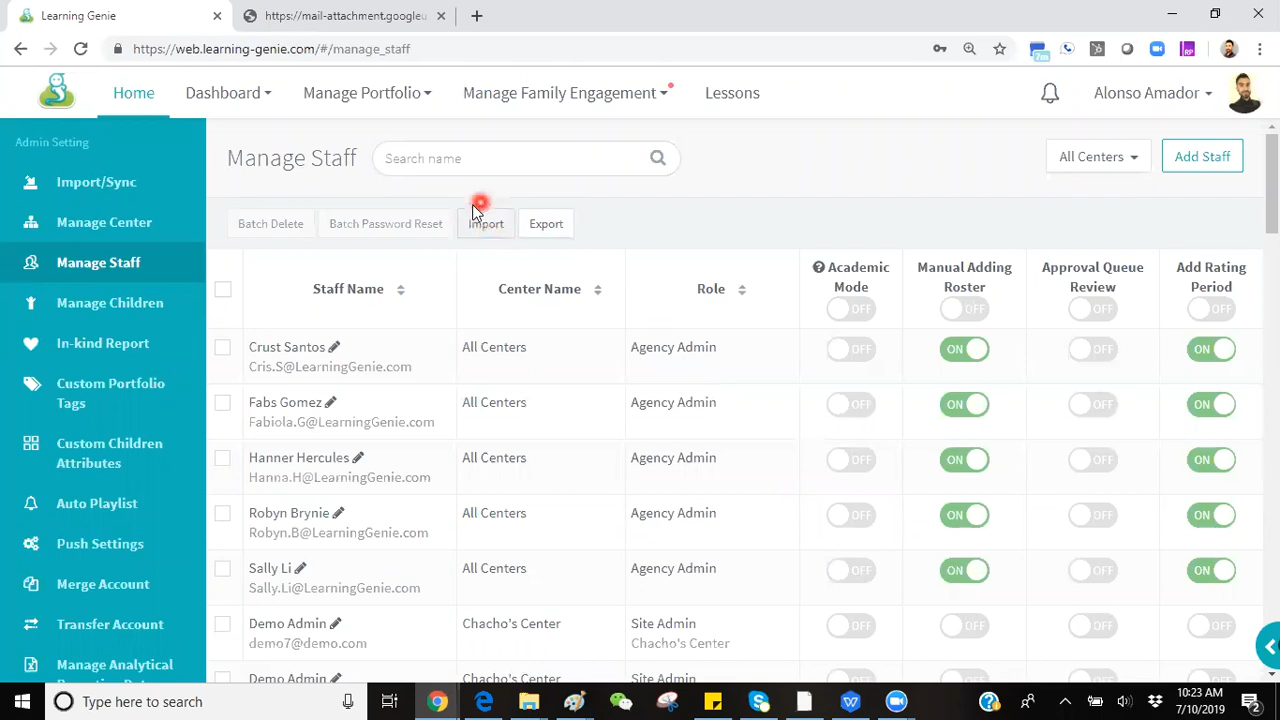 Learning Genie
https://mail-attachment.googleu
https://web.learning-genie.com/#/manage_staff
7m
RP
Home
Dashboard
Manage Portfolio
Manage Family Engagement
Lessons
Alonso Amador
Admin Setting
Import/Sync
Manage Center
Manage Staff
Manage Children
In-kind Report
Custom Portfolio
Tags
Custom Children
Attributes
Auto Playlist
Push Settings
Merge Account
Transfer Account
Manage Analytical
Manage Staff
Search name
All Centers
Add Staff
Batch Delete
Batch Password Reset
Import
Export
Staff Name
Center Name
Role
Academic
Mode
OFF
Manual Adding
Roster
OFF
Approval Queue
Review
OFF
Add Rating
Period
OFF
Crust Santos
Cris.S@LearningGenie.com
All Centers
Agency Admin
OFF
ON
OFF
ON
Fabs Gomez
Fabiola.G@LearningGenie.com
All Centers
Agency Admin
OFF
ON
OFF
ON
Hanner Hercules
Hanna.H@LearningGenie.com
All Centers
Agency Admin
OFF
ON
OFF
ON
Robyn Brynie
Robyn.B@LearningGenie.com
All Centers
Agency Admin
OFF
ON
OFF
ON
Sally Li
Sally.Li@LearningGenie.com
All Centers
Agency Admin
OFF
ON
OFF
ON
Demo Admin
demo7@demo.com
Chacho's Center
Site Admin
Chacho's Center
OFF
OFF
OFF
OFF
Demo Admin
Chacho's Center
Site Admin
Type here to search
10:23 AM
7/10/2019
2